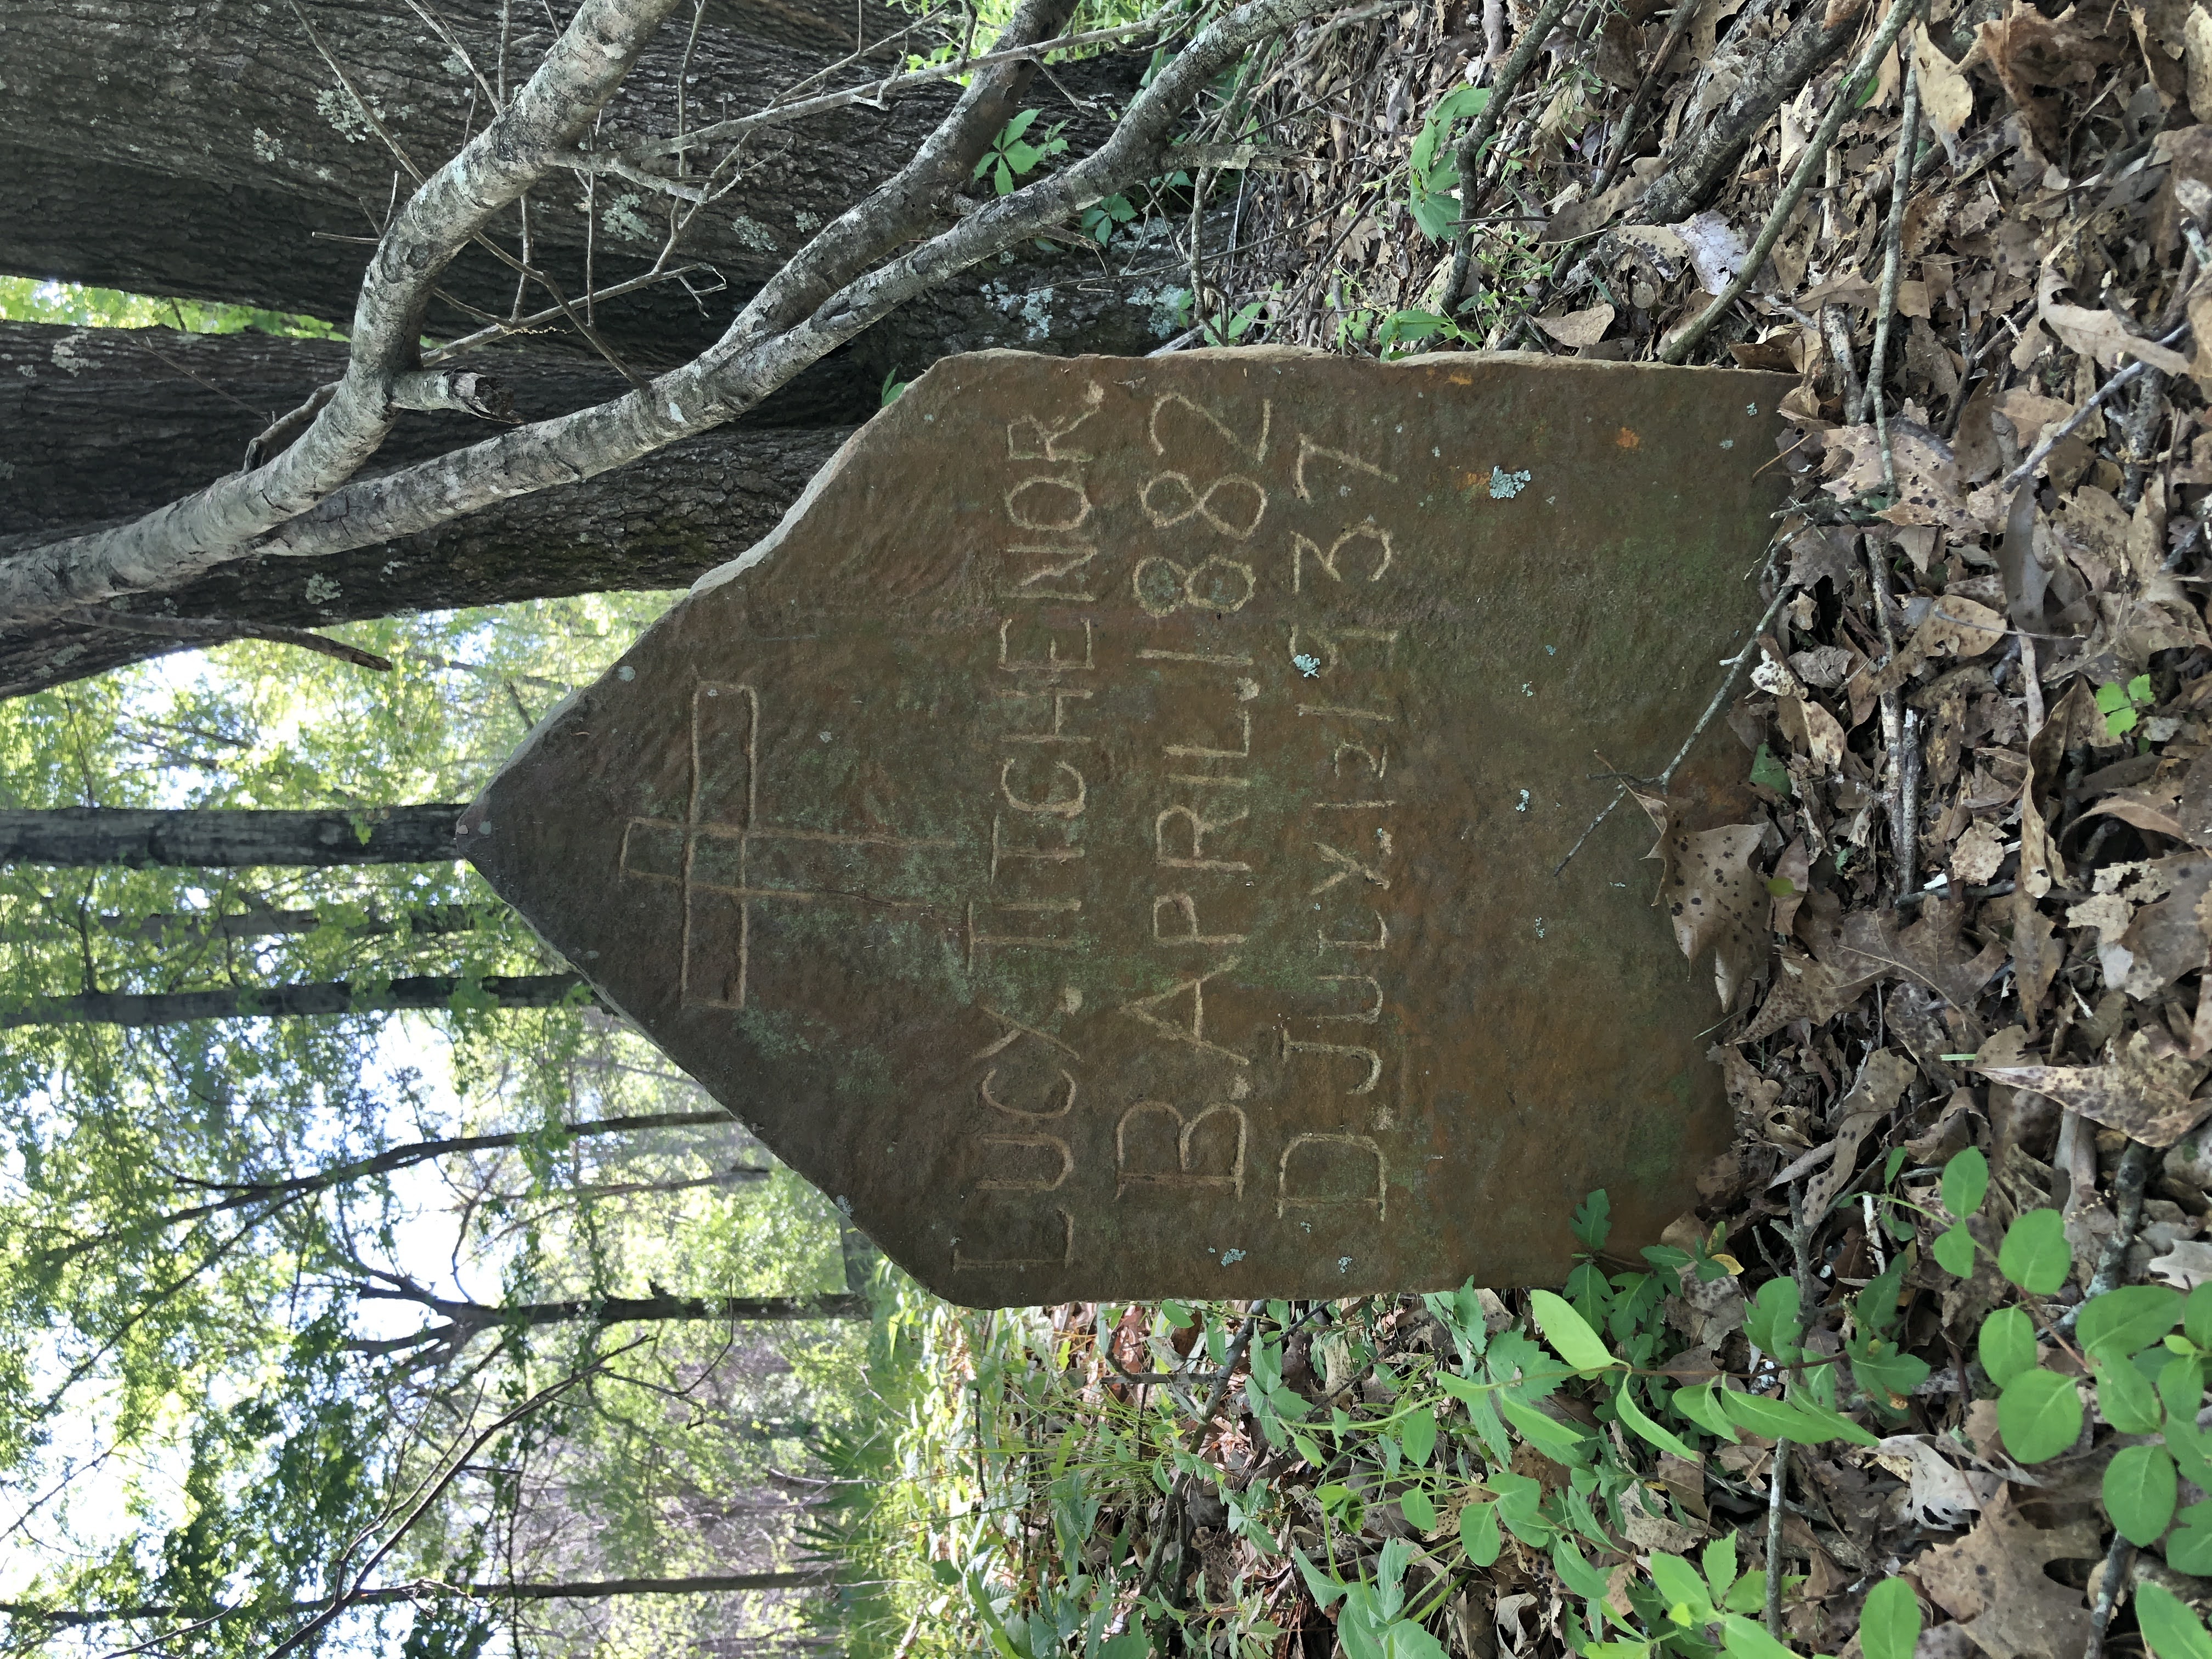 LUCY. TITCHENOR.
B. APRIL. 1882
D. JULY. 12 1937